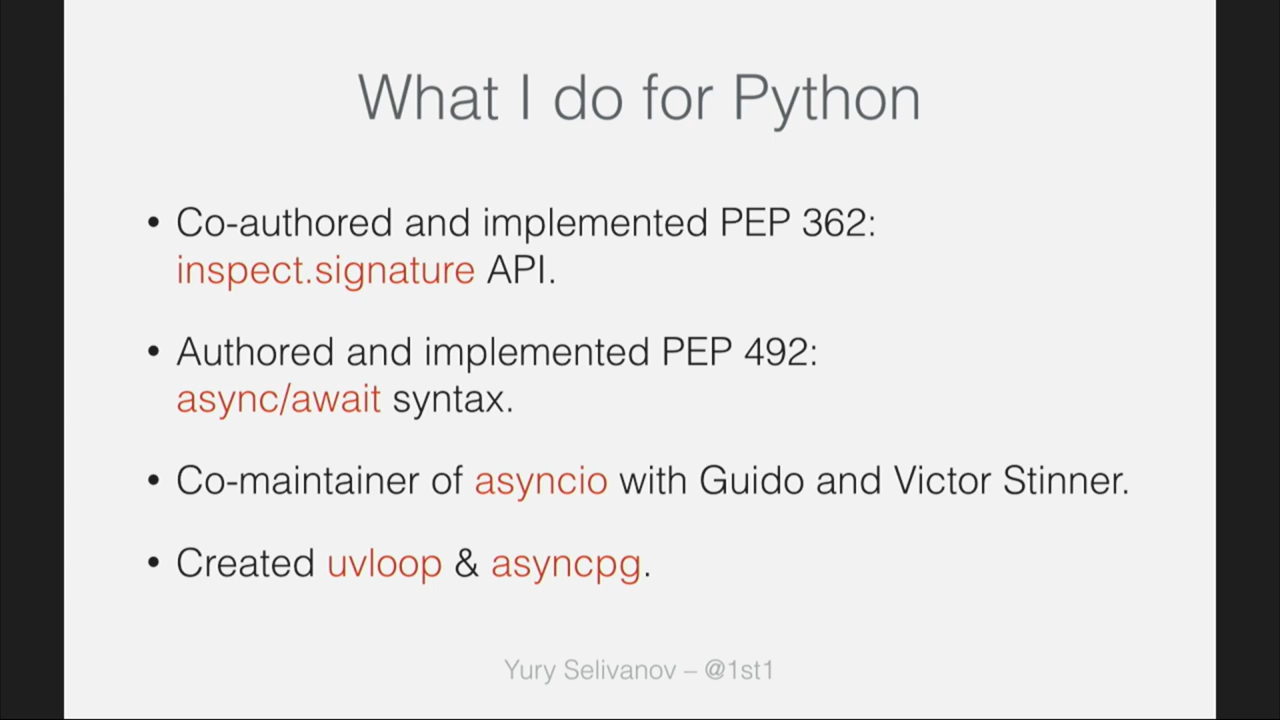 What I do for Python
• Co-authored and implemented PEP 362:
inspect.signature API.
• Authored and implemented PEP 492:
async/await syntax.
• Co-maintainer of asyncio with Guido and Victor Stinner.
• Created uvloop & asyncpg.
Yury Selivanov – @1st1